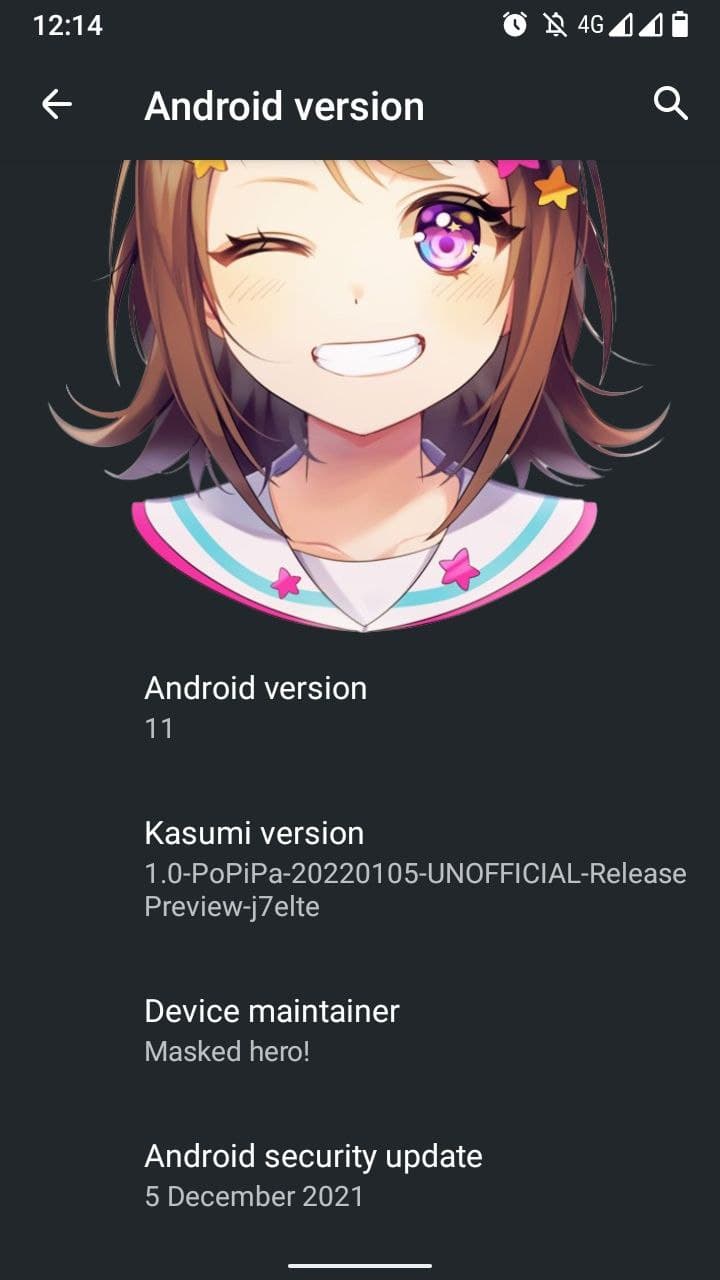 12:14 4G
Android version
Android version
11
Kasumi version
1.0-PoPiPa-20220105-UNOFFICIAL-Release
Preview-j7elte
Device maintainer
Masked hero!
Android security update
5 December 2021